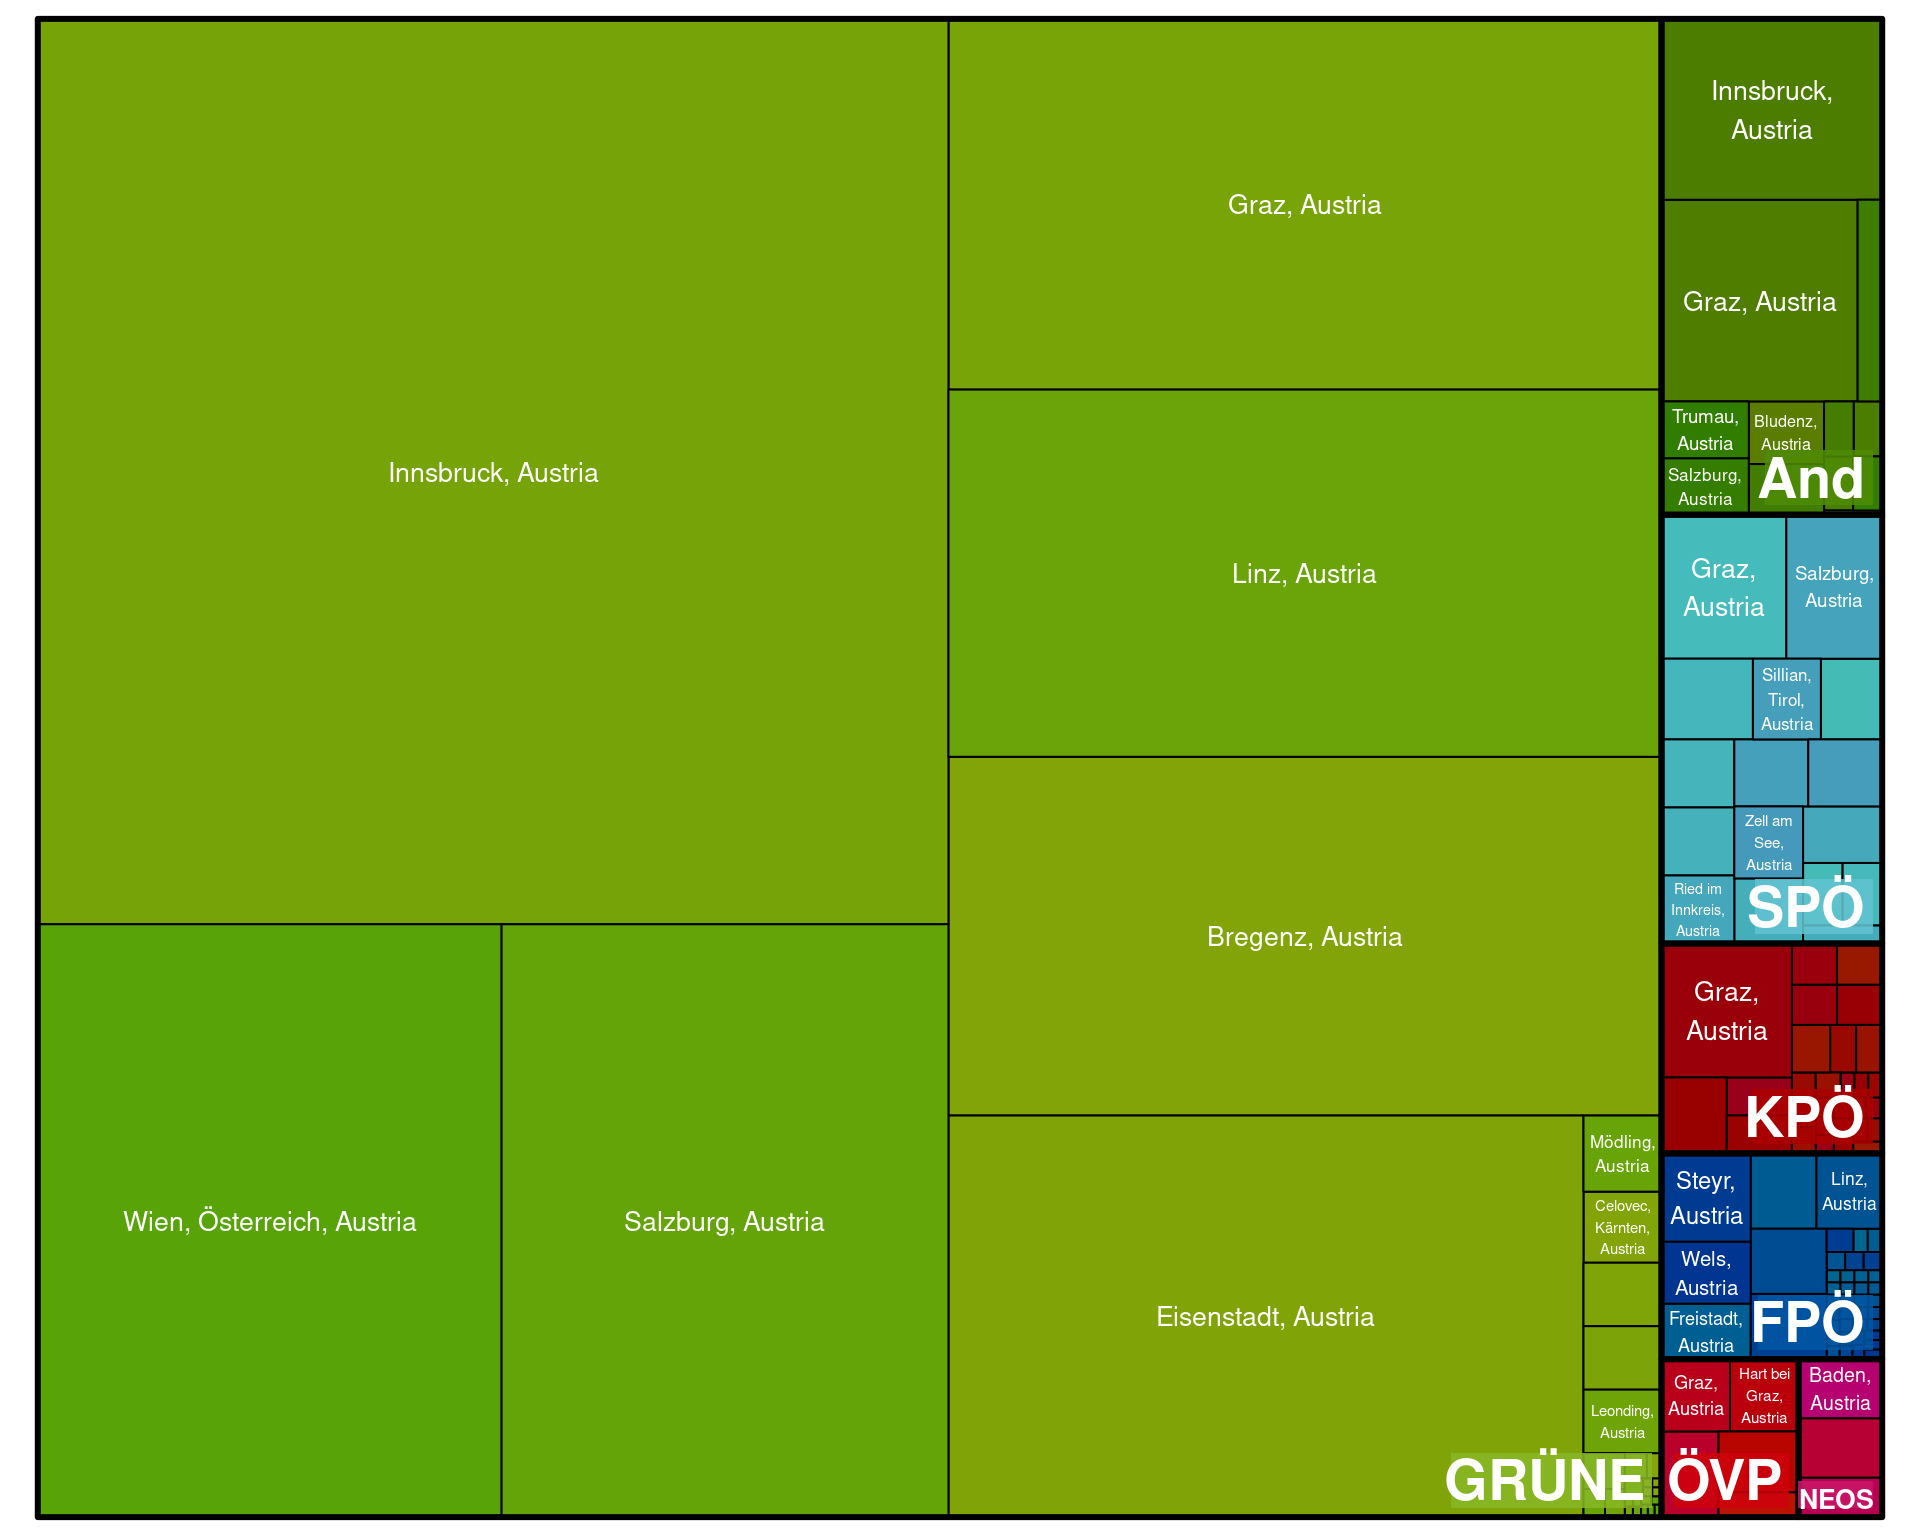 Innsbruck, Austria
Wien, Österreich, Austria
Salzburg, Austria
Graz, Austria
Linz, Austria
Bregenz, Austria
Eisenstadt, Austria
Mödling,
Austria
Celovec,
Kärnten,
Austria
Leonding,
Austria
GRÜNE
Innsbruck,
Austria
Graz, Austria
Trumau,
Austria
Bludenz,
Austria
Salzburg,
Austria
And
Graz,
Austria
Salzburg,
Austria
Sillian,
Tirol,
Austria
Zell am
See,
Austria
Ried im
Innkreis,
Austria
SPÖ
Graz,
Austria
KPÖ
Steyr,
Austria
Linz,
Austria
Wels,
Austria
Freistadt,
Austria
FPÖ
Graz,
Austria
Hart bei
Graz,
Austria
ÖVP
Baden,
Austria
NEOS